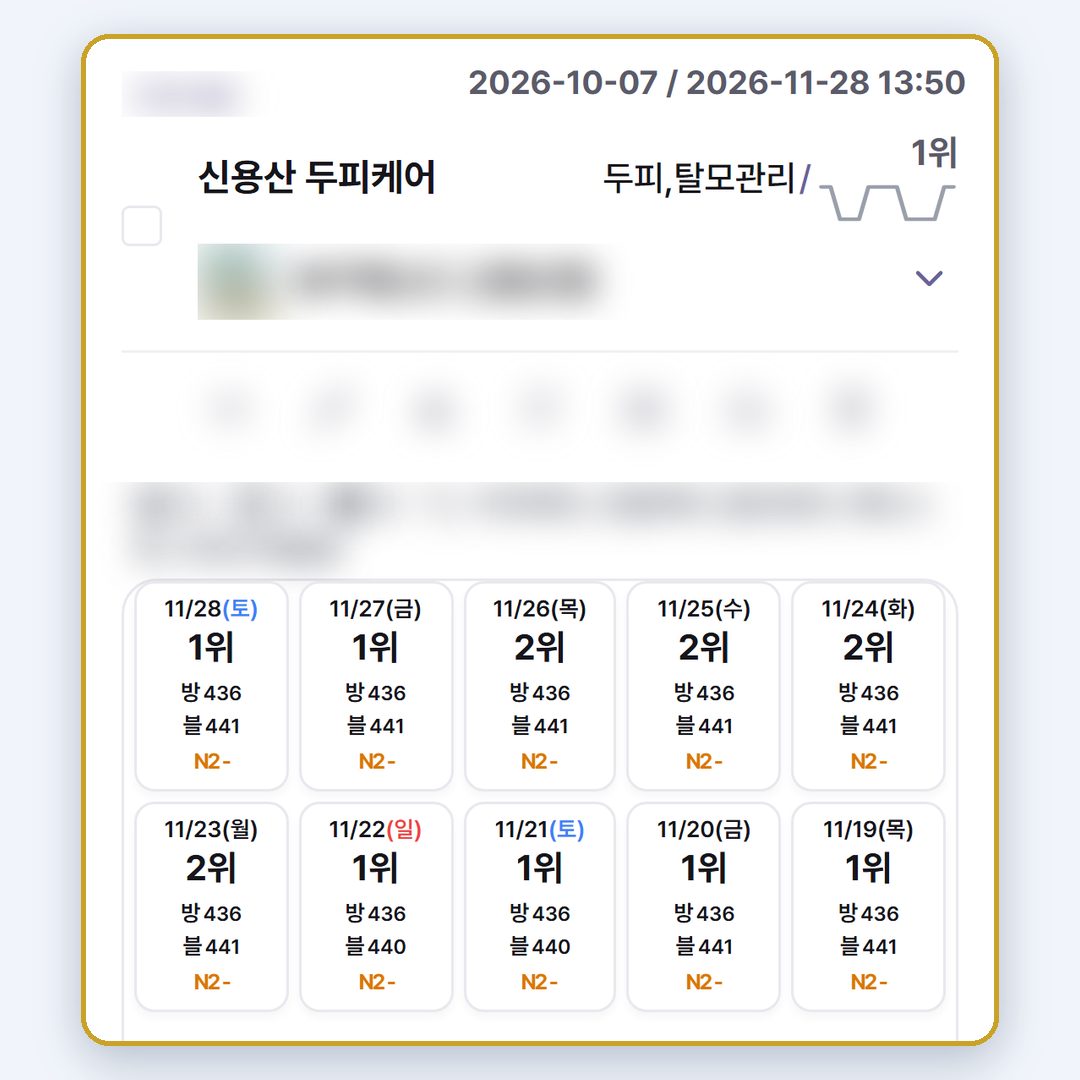 2026-10-07 / 2026-11-28 13:50
1위
신용산 두피케어 두피,탈모관리/
11/28(토) 11/27(금) 11/26(목) 11/25(수) 11/24(화)
1위 1위 2위 2위 2위
방436 방436 방436 방436 방436
블441 블441 블441 블441 블441
N2- N2- N2- N2- N2-
11/23(월) 11/22(일) 11/21(토) 11/20(금) 11/19(목)
2위 1위 1위 1위 1위
방436 방436 방436 방436 방436
블441 블440 블440 블441 블441
N2- N2- N2- N2- N2-